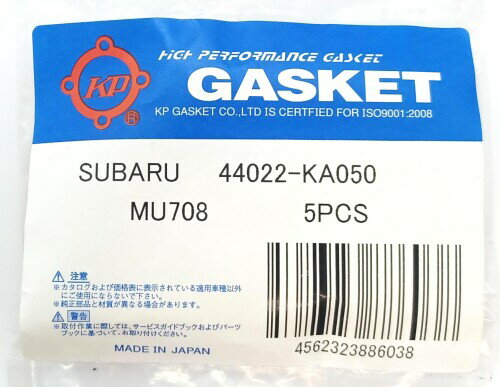 HIGH PERFORMANCE GASKET
KP
®
GASKET
KP GASKET CO.,LTD IS CERTFIED FOR ISO9001:2008
SUBARU 44022-KA050
MU708 5PCS
⚠ 注意
※カタログおよび価格表に表示されている適用車種以外
にご使用にならないで下さい。
※純正部品と材質が異なる場合があります。
⚠ 警告
※取付作業に際しては、サービスガイドブックおよびパーツ
ブックに基づいて、お取り付けください。
MADE IN JAPAN
4562323886038